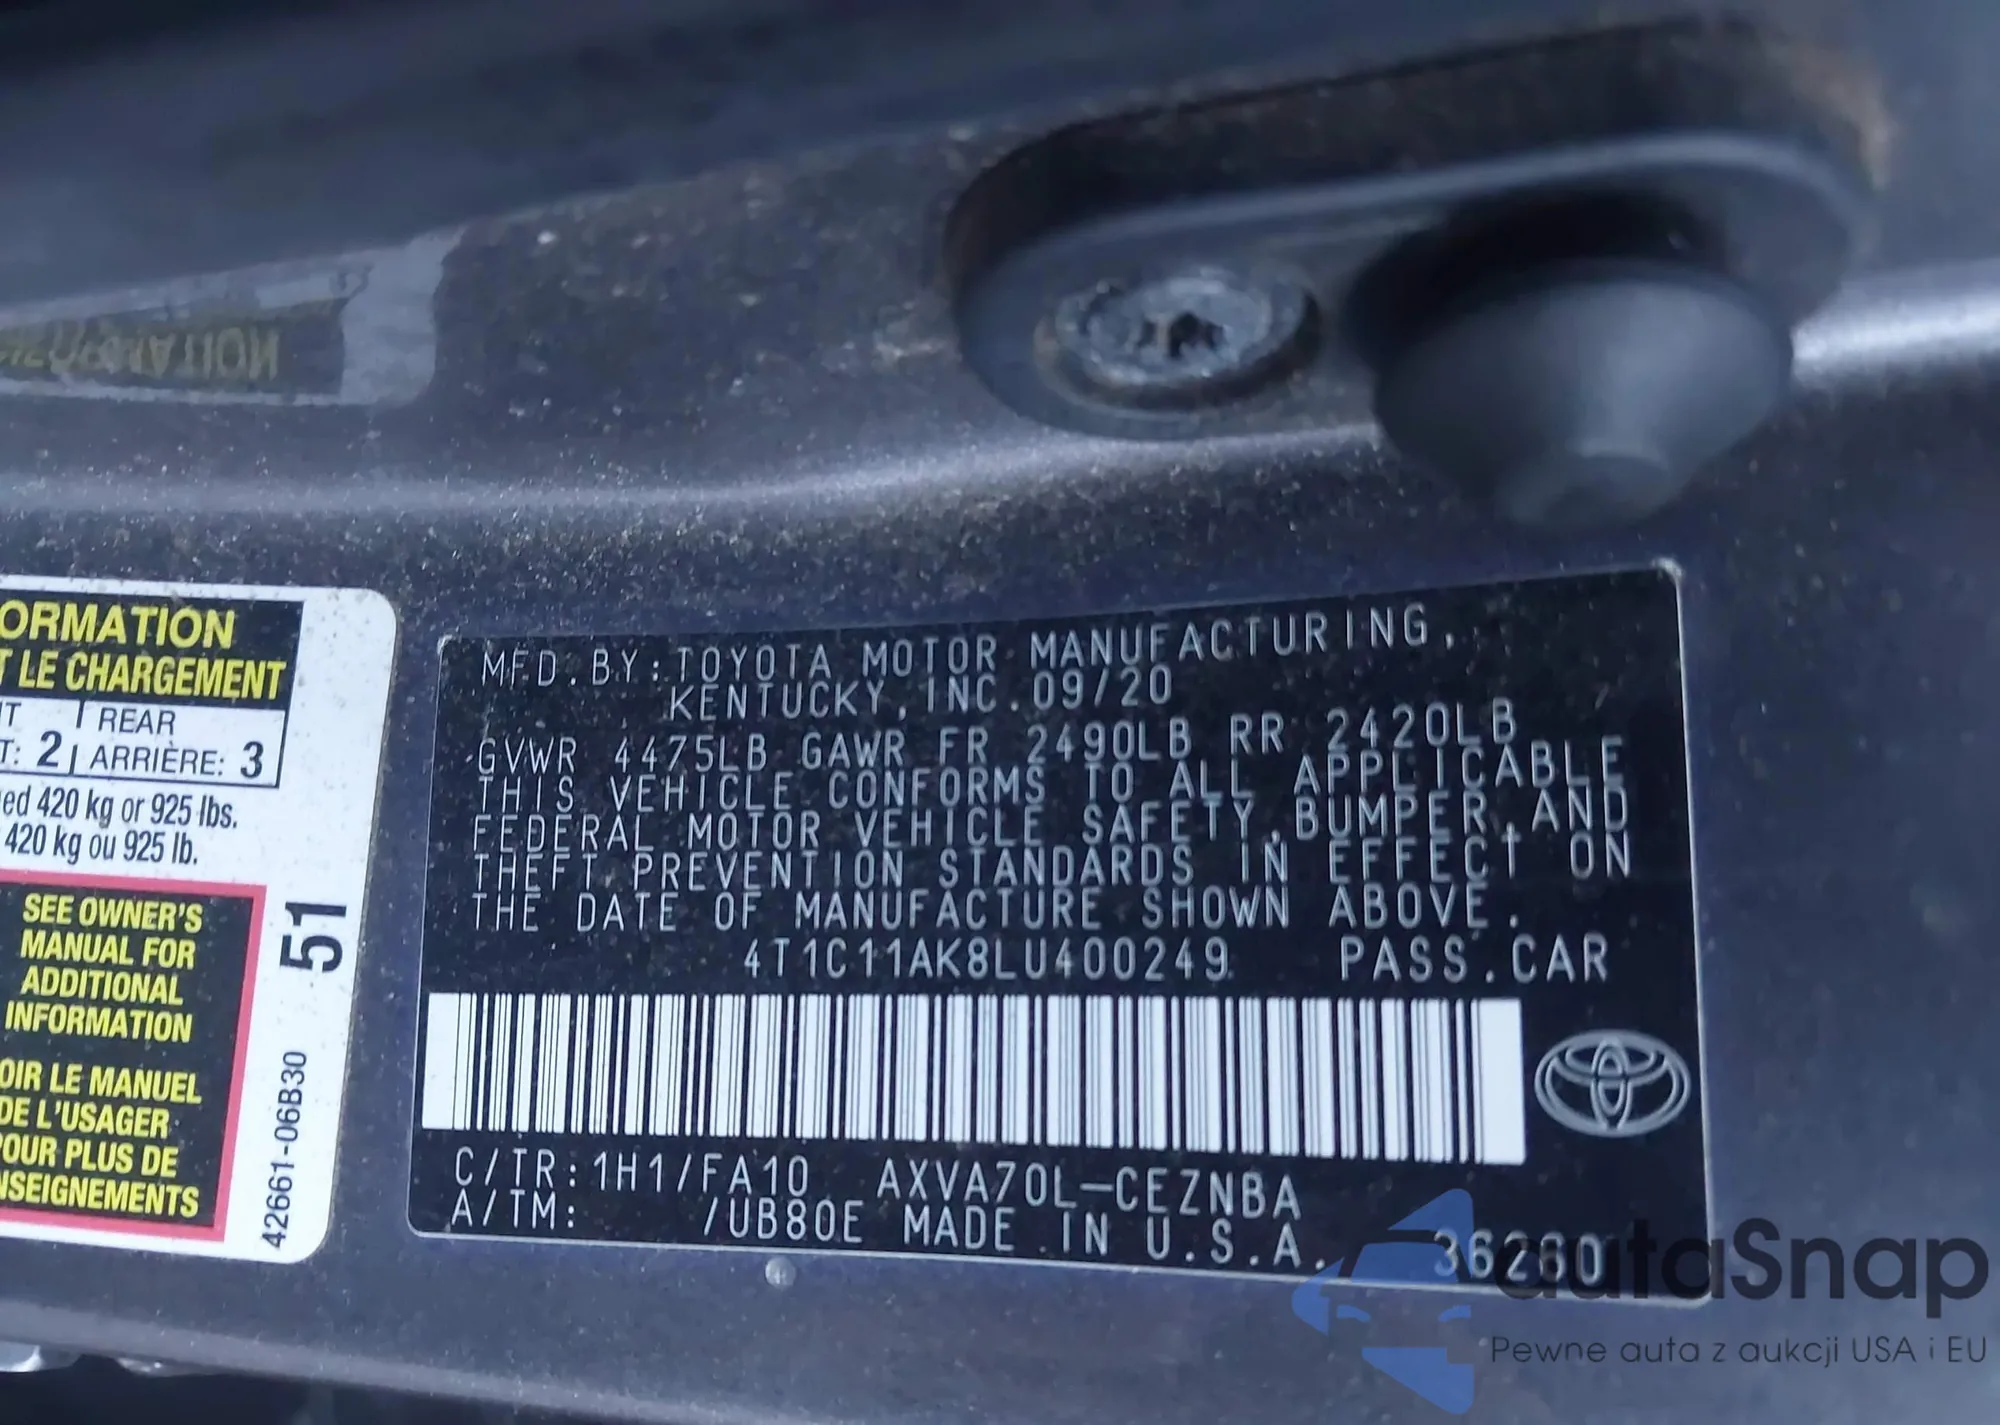 ORMATION
T LE CHARGEMENT
REAR
T: 2 ARRIÈRE: 3
ed 420 kg or 925 lbs.
420 kg ou 925 lb.
SEE OWNER'S
MANUAL FOR
ADDITIONAL
INFORMATION
OIR LE MANUEL
DE L'USAGER
POUR PLUS DE
NSEIGNEMENTS
51
42661-06B30
MFD. BY: TOYOTA MOTOR MANUFACTURING,
KENTUCKY, INC. 09/20
GVWR 4475LB GAWR FR 2490LB RR 2420LB
THIS VEHICLE CONFORMS TO ALL APPLICABLE
FEDERAL MOTOR VEHICLE SAFETY, BUMPER, AND
THEFT PREVENTION STANDARDS IN EFFECT ON
THE DATE OF MANUFACTURE SHOWN ABOVE.
4T1C11AK8LU400249 PASS. CAR
C/TR: 1H1/FA10 AXVA70L-CEZNBA
A/TM: /UB80E MADE IN U.S.A. 36260
autaSnap
Pewne auta z aukcji USA i EU